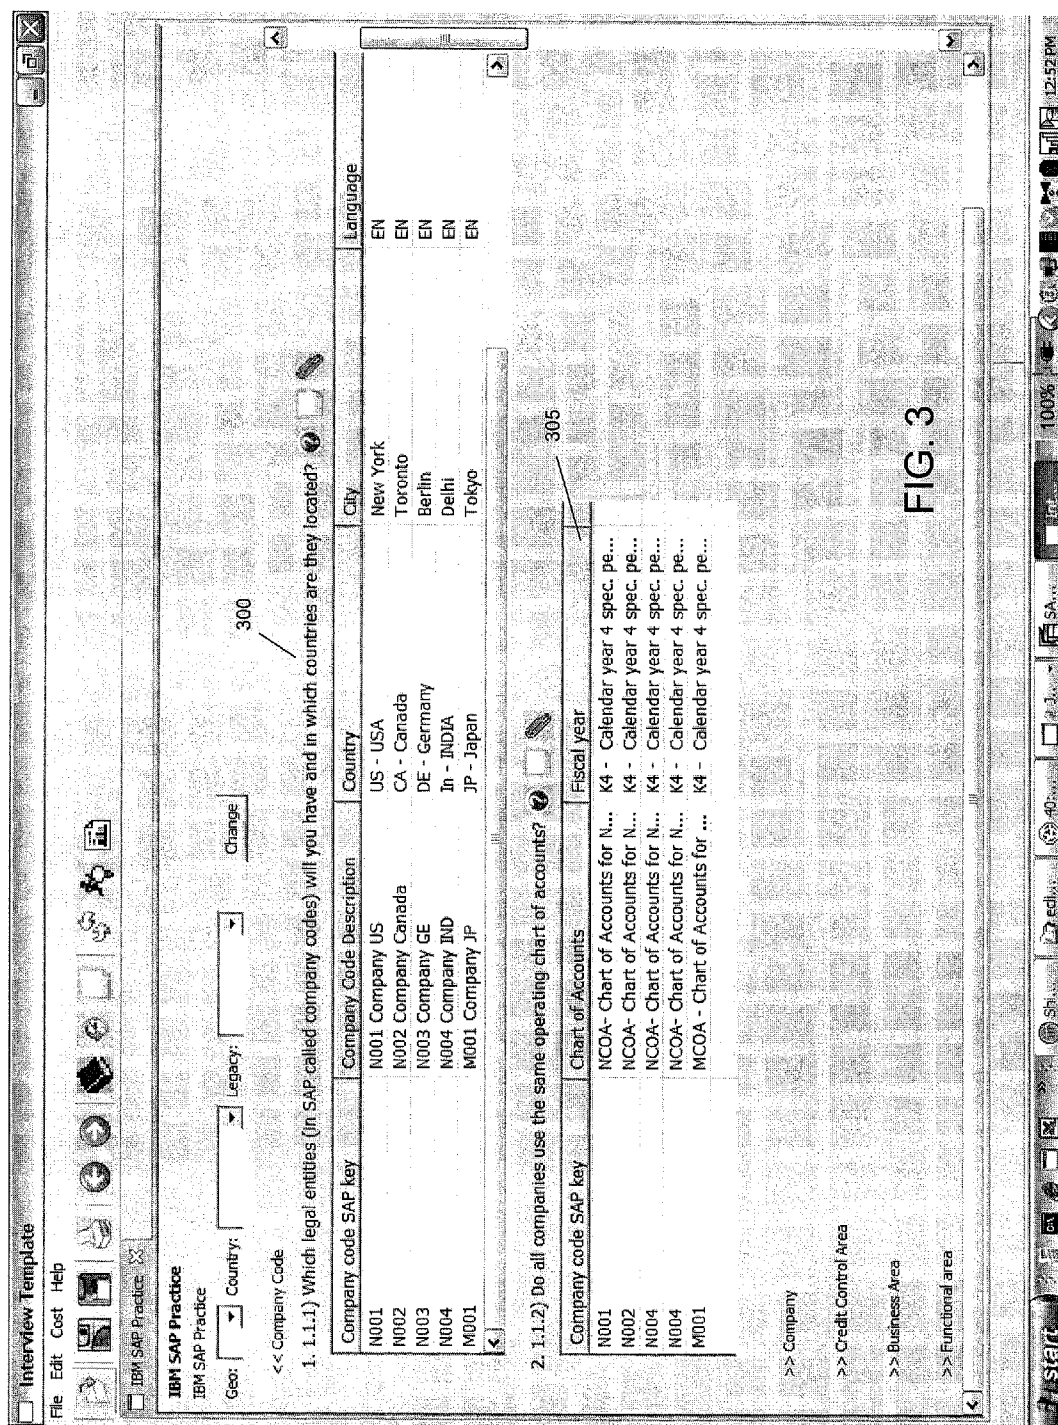 Interview Template
File Edit Cost Help
IBM SAP Practice
IBM SAP Practice
IBM SAP Practice
Geo: Country: Legacy: Change
<< Company Code
300
1. 1.1.1) Which legal entities (in SAP called company codes) will you have and in which countries are they located?
Company code SAP key Company Code Description Country City Language
N001 N001 Company US US - USA New York EN
N002 N002 Company Canada CA - Canada Toronto EN
N003 N003 Company GE DE - Germany Berlin EN
N004 N004 Company IND In - INDIA Delhi EN
M001 M001 Company JP JP - Japan Tokyo EN
2. 1.1.2) Do all companies use the same operating chart of accounts?
305
Company code SAP key Chart of Accounts Fiscal year
N001 NCOA- Chart of Accounts for N... K4 - Calendar year 4 spec. pe...
N002 NCOA- Chart of Accounts for N... K4 - Calendar year 4 spec. pe...
N004 NCOA- Chart of Accounts for N... K4 - Calendar year 4 spec. pe...
N004 NCOA- Chart of Accounts for N... K4 - Calendar year 4 spec. pe...
M001 MCOA - Chart of Accounts for ... K4 - Calendar year 4 spec. pe...
>> Company
>> Credit Control Area
>> Business Area
>> Functional area
FIG. 3
start Sh... SA... Int... 100% 12:52 PM